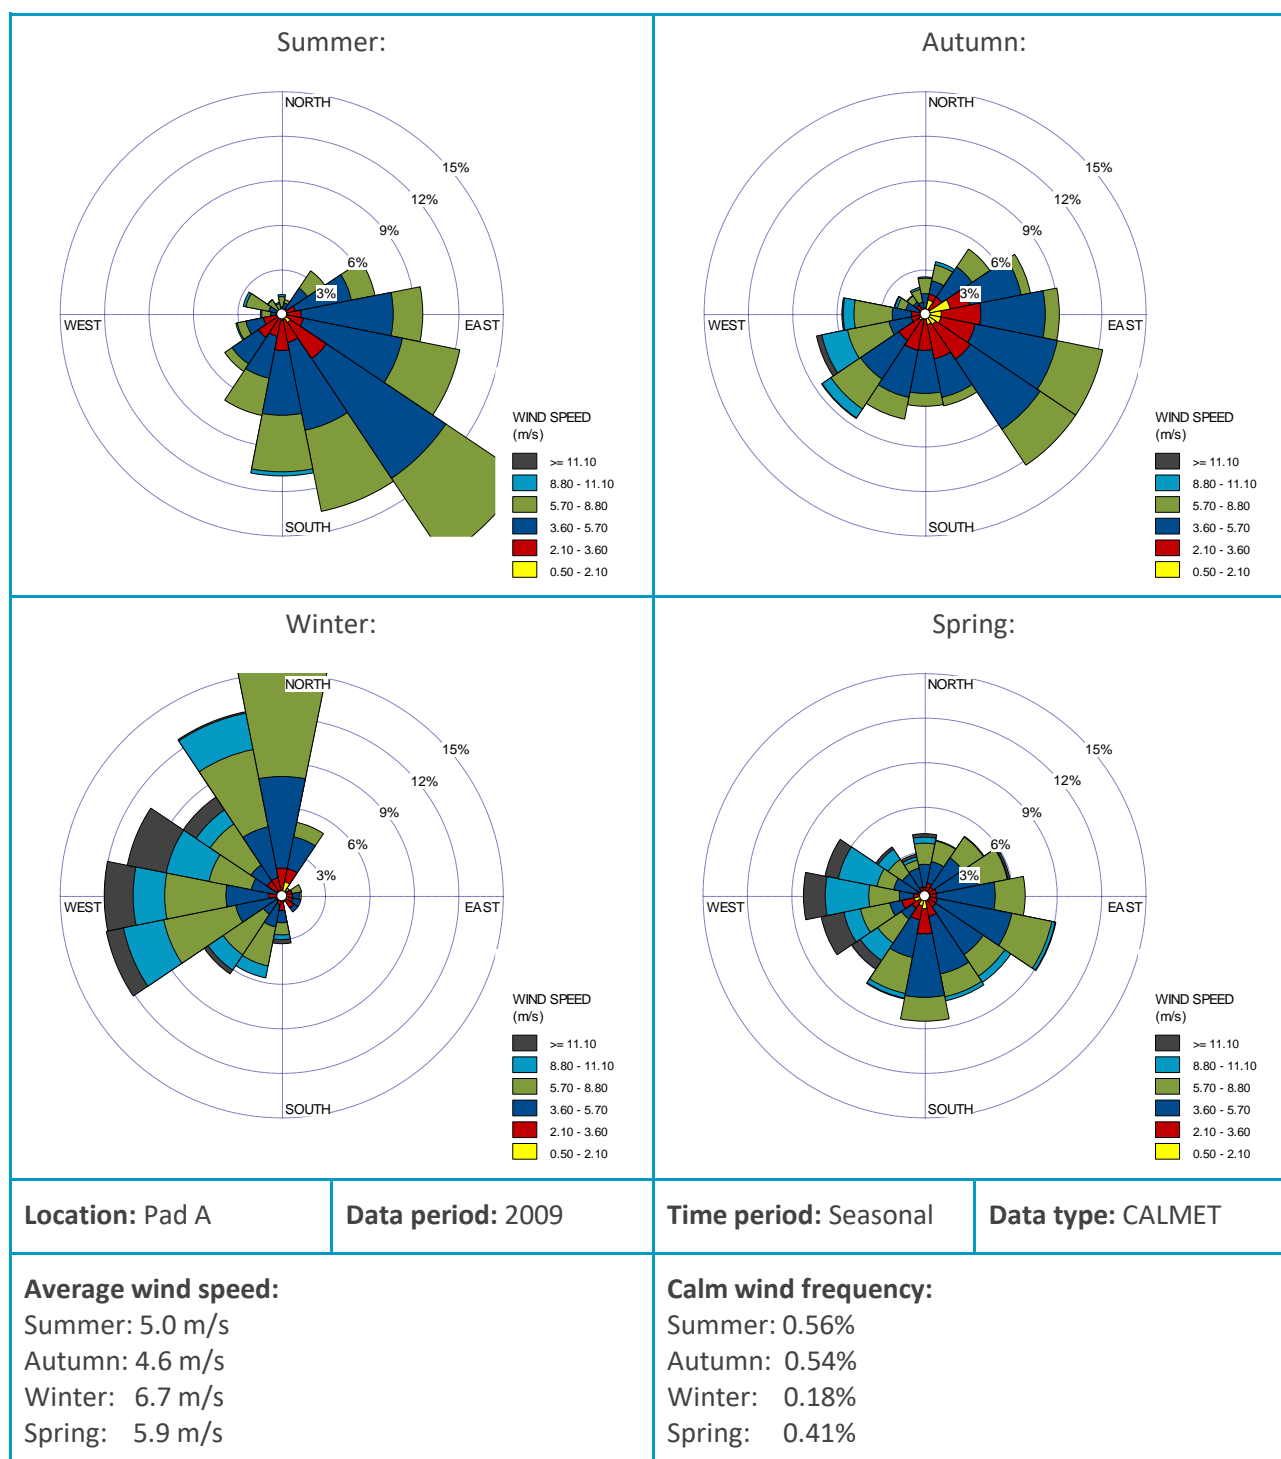 Summer:
NORTH
15%
12%
9%
6%
3%
WEST
EAST
SOUTH
WIND SPEED
(m/s)
>= 11.10
8.80 - 11.10
5.70 - 8.80
3.60 - 5.70
2.10 - 3.60
0.50 - 2.10
Autumn:
NORTH
15%
12%
9%
6%
3%
WEST
EAST
SOUTH
WIND SPEED
(m/s)
>= 11.10
8.80 - 11.10
5.70 - 8.80
3.60 - 5.70
2.10 - 3.60
0.50 - 2.10
Winter:
NORTH
15%
12%
9%
6%
3%
WEST
EAST
SOUTH
WIND SPEED
(m/s)
>= 11.10
8.80 - 11.10
5.70 - 8.80
3.60 - 5.70
2.10 - 3.60
0.50 - 2.10
Spring:
NORTH
15%
12%
9%
6%
3%
WEST
EAST
SOUTH
WIND SPEED
(m/s)
>= 11.10
8.80 - 11.10
5.70 - 8.80
3.60 - 5.70
2.10 - 3.60
0.50 - 2.10
Location: Pad A
Data period: 2009
Time period: Seasonal
Data type: CALMET
Average wind speed:
Summer: 5.0 m/s
Autumn: 4.6 m/s
Winter: 6.7 m/s
Spring: 5.9 m/s
Calm wind frequency:
Summer: 0.56%
Autumn: 0.54%
Winter: 0.18%
Spring: 0.41%